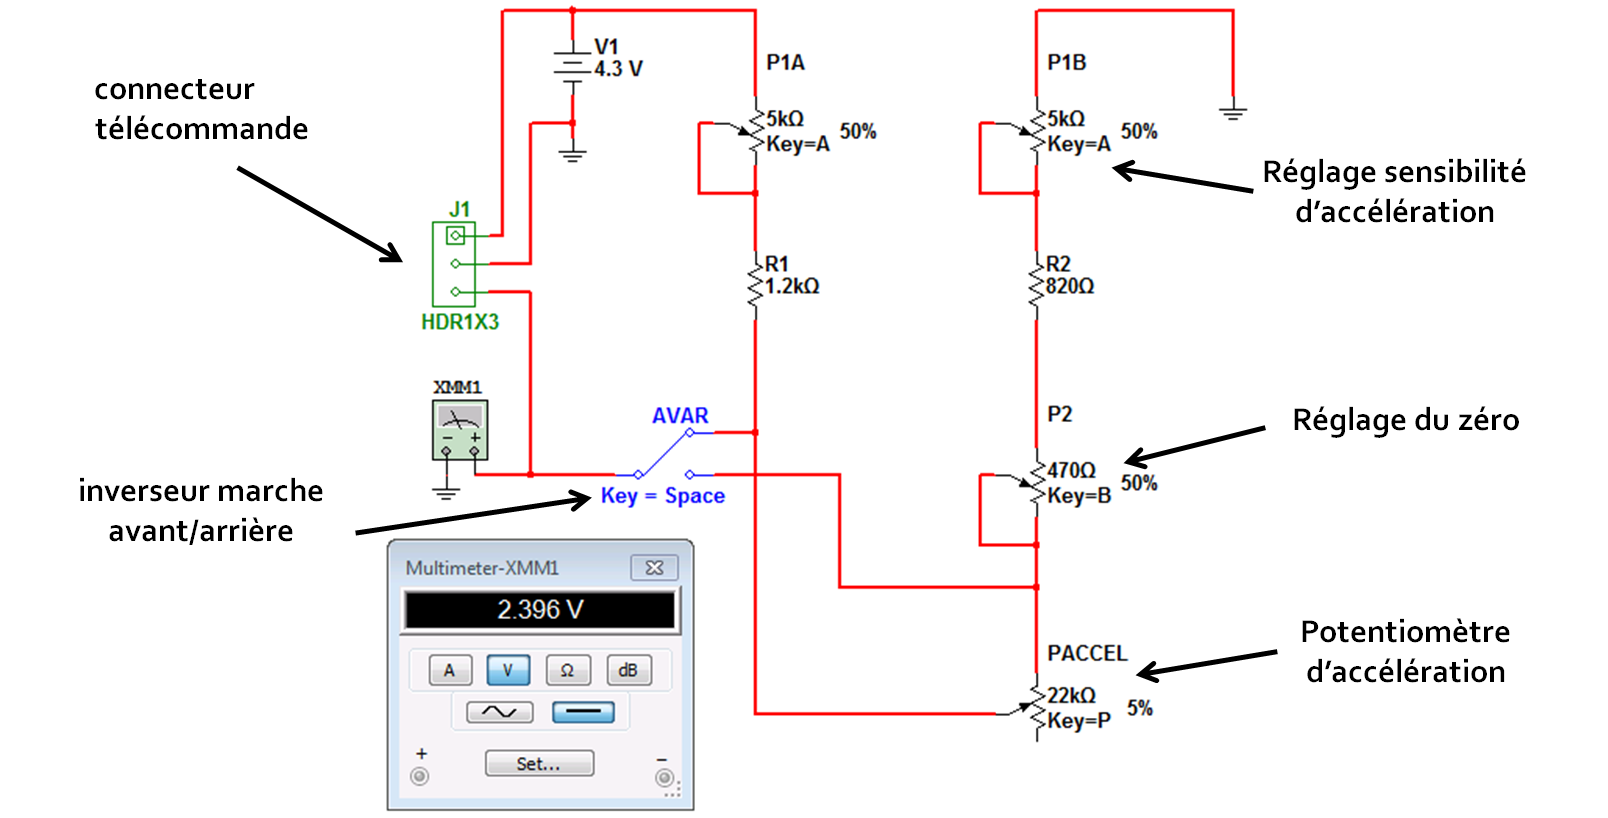 connecteur
télécommande
V1
4.3 V
P1A
5kΩ
Key=A
50%
P1B
5kΩ
Key=A
50%
Réglage sensibilité
d'accélération
J1
HDR1X3
R1
1.2kΩ
R2
820Ω
XMM1
- +
AVAR
Key = Space
inverseur marche
avant/arrière
P2
470Ω
Key=B
50%
Réglage du zéro
Multimeter-XMM1
2.396 V
A V Ω dB
+ Set... -
PACCEL
22kΩ
Key=P
5%
Potentiomètre
d'accélération